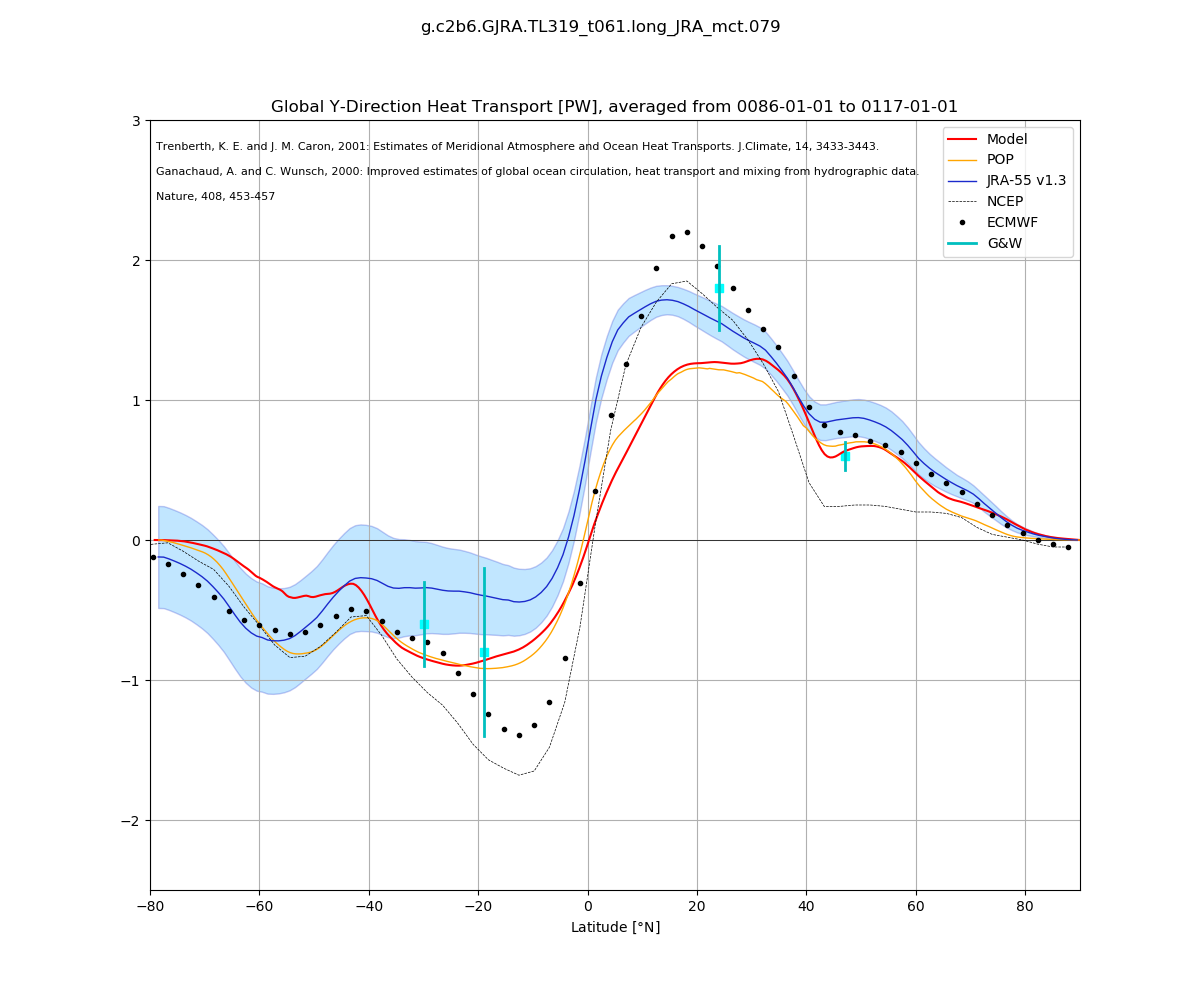 g.c2b6.GJRA.TL319_t061.long_JRA_mct.079
Global Y-Direction Heat Transport [PW], averaged from 0086-01-01 to 0117-01-01
Trenberth, K. E. and J. M. Caron, 2001: Estimates of Meridional Atmosphere and Ocean Heat Transports. J.Climate, 14, 3433-3443.
Ganachaud, A. and C. Wunsch, 2000: Improved estimates of global ocean circulation, heat transport and mixing from hydrographic data.
Nature, 408, 453-457
Model
POP
JRA-55 v1.3
NCEP
ECMWF
G&W
3
2
1
0
−1
−2
−80 −60 −40 −20 0 20 40 60 80
Latitude [°N]